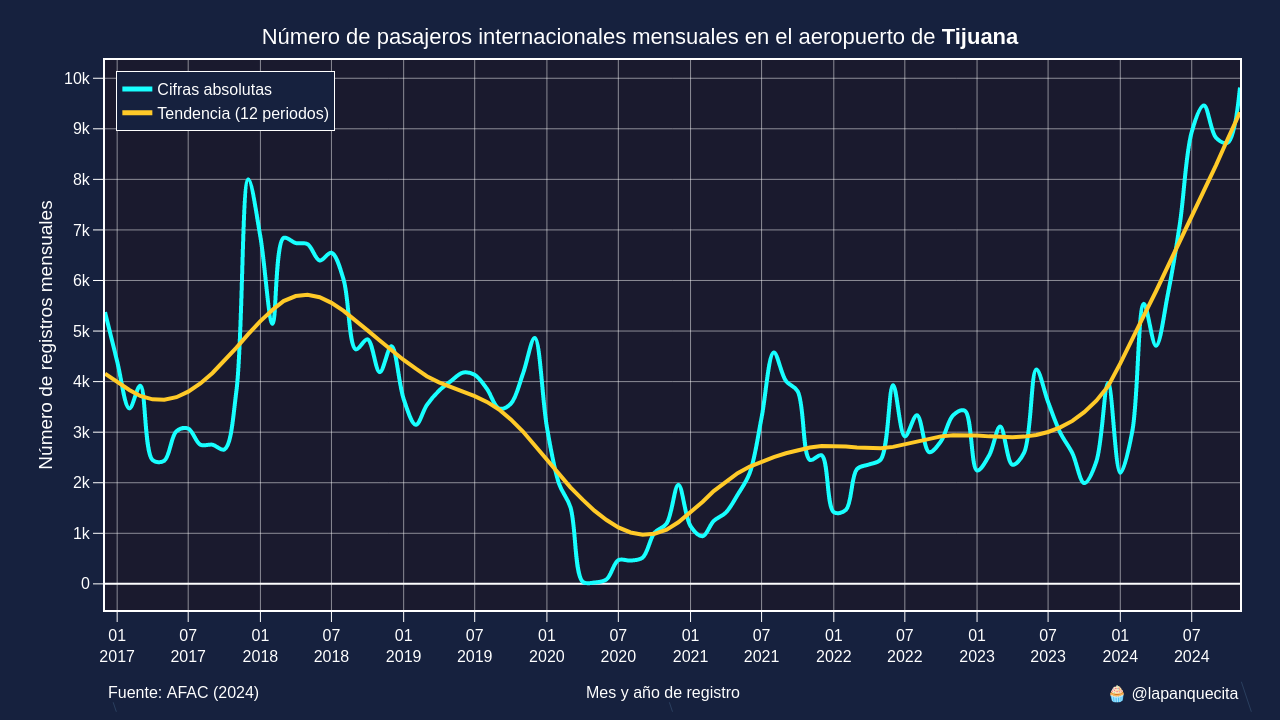 Número de pasajeros internacionales mensuales en el aeropuerto de Tijuana
Cifras absolutas
Tendencia (12 periodos)
Número de registros mensuales
10k
9k
8k
7k
6k
5k
4k
3k
2k
1k
0
01 07 01 07 01 07 01 07 01 07 01 07 01 07 01 07
2017 2017 2018 2018 2019 2019 2020 2020 2021 2021 2022 2022 2023 2023 2024 2024
Fuente: AFAC (2024) Mes y año de registro 🧁 @lapanquecita